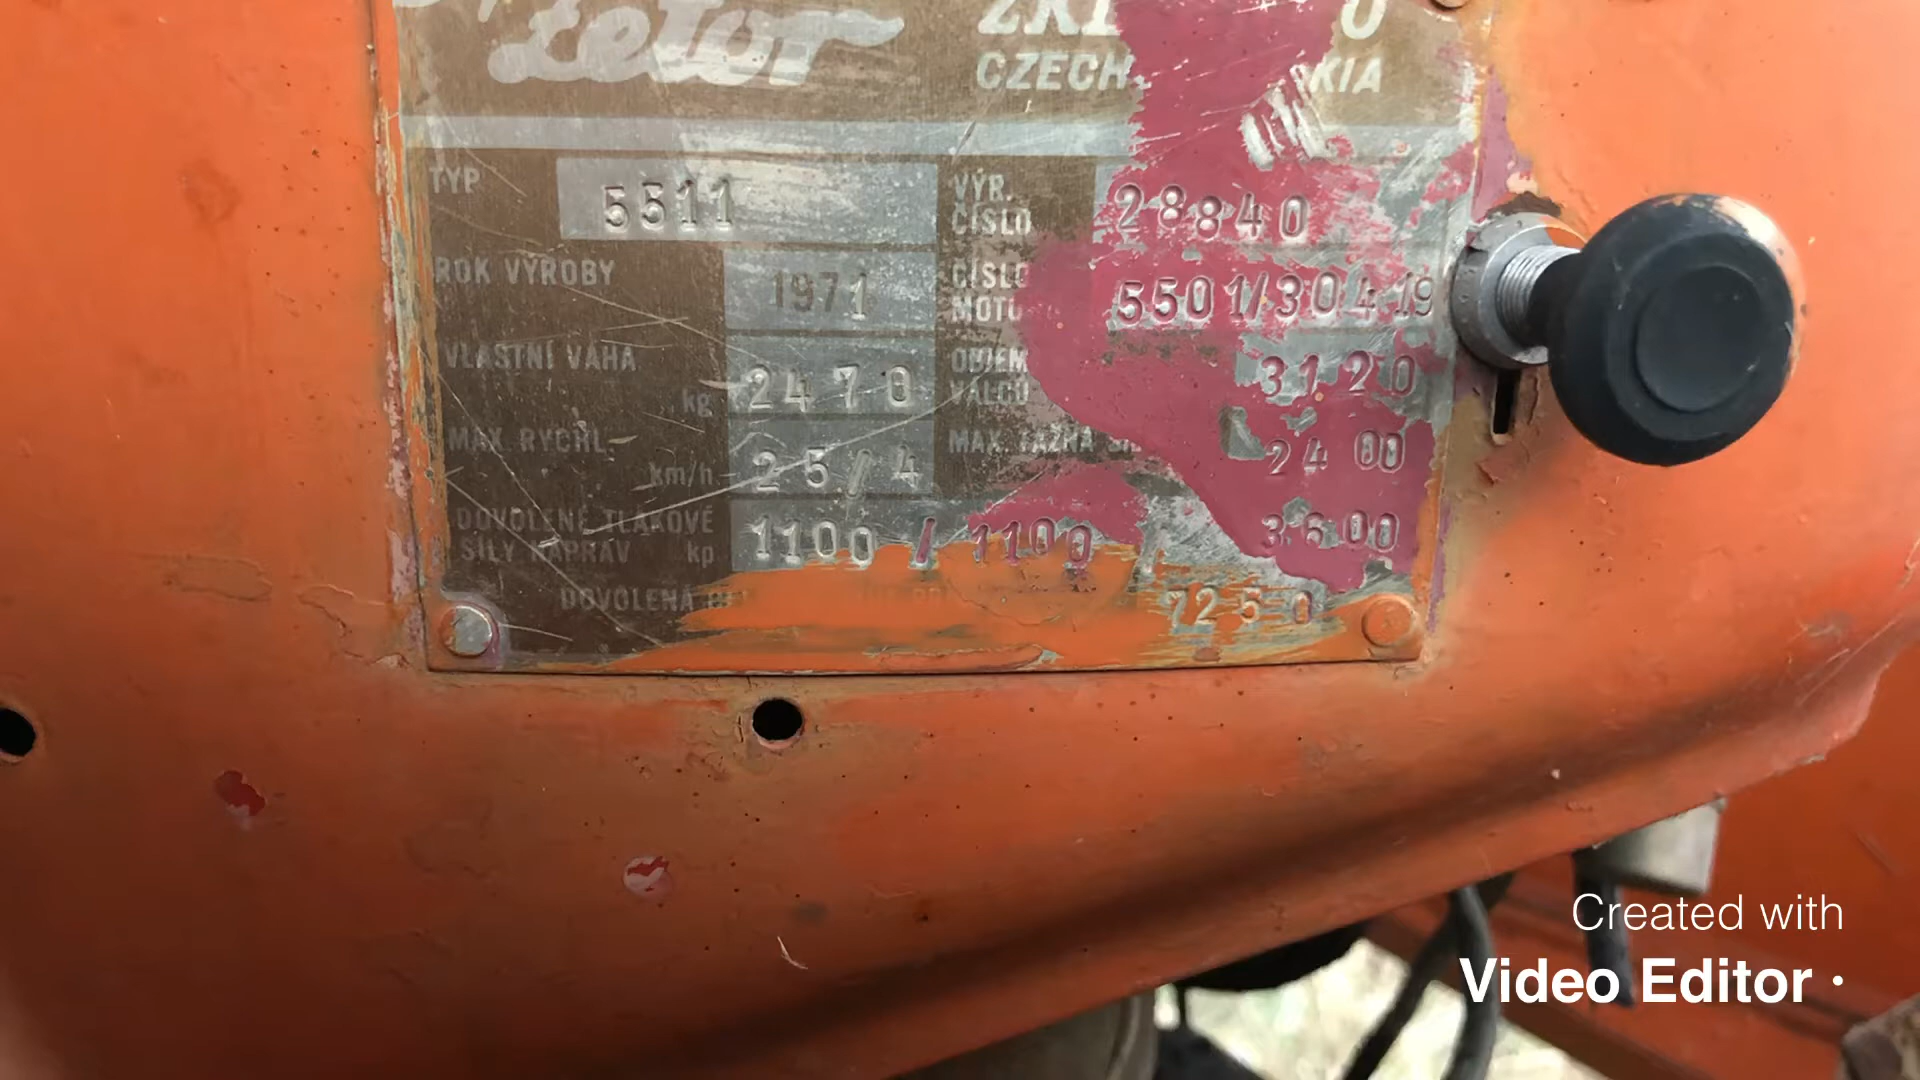 zetor
CZECH KIA
TYP 5511
VÝR. ČÍSLO 28840
ROK VÝROBY 1971
ČÍSLO MOTO 5501/30419
VLASTNÍ VÁHA kg 2470
OBJEM VÁLCŮ 3120
MAX. RYCHL. km/h 25/4
MAX. TAŽNÁ 2400
DOVOLENÉ TLAKOVÉ SÍLY NÁPRAV kp 1100 / 1100
3600
DOVOLENÁ
7250
Created with
Video Editor ·